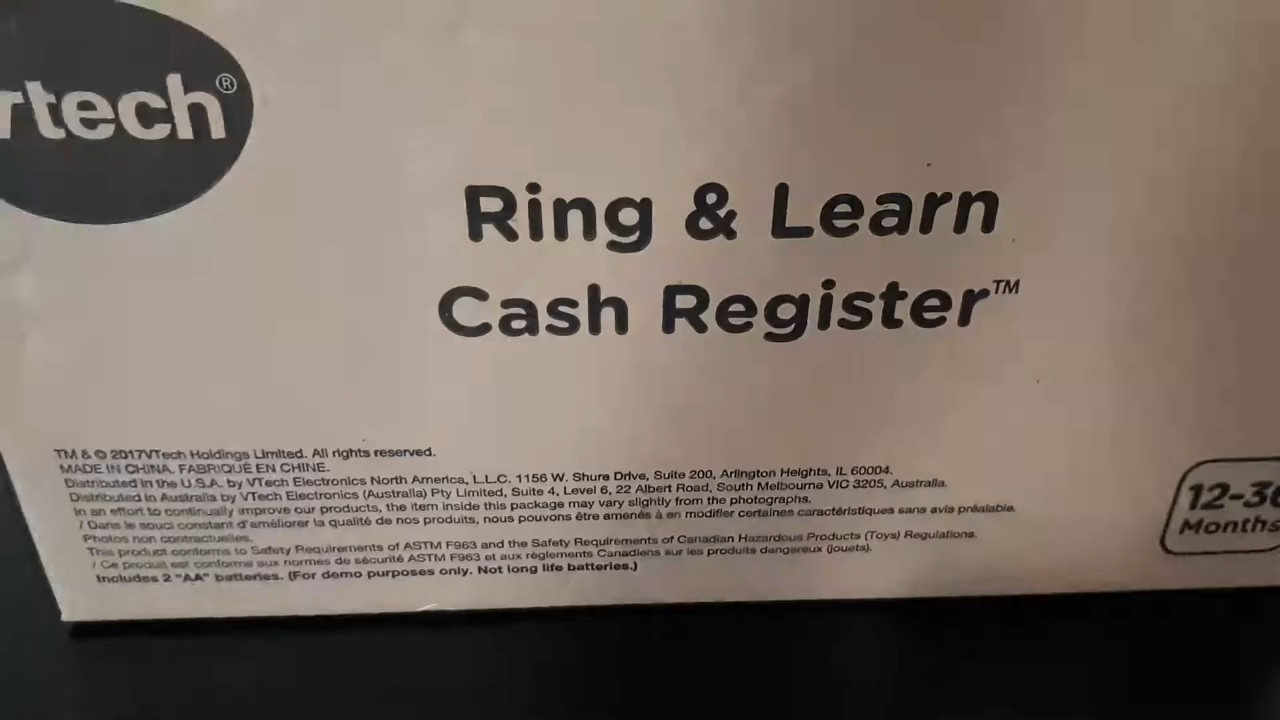 vtech®
Ring & Learn
Cash Register™
TM & © 2017VTech Holdings Limited. All rights reserved.
MADE IN CHINA. FABRIQUÉ EN CHINE.
Distributed in the U.S.A. by VTech Electronics North America, L.L.C. 1156 W. Shure Drive, Suite 200, Arlington Heights, IL 60004.
Distributed in Australia by VTech Electronics (Australia) Pty Limited, Suite 4, Level 6, 22 Albert Road, South Melbourne VIC 3205, Australia.
In an effort to continually improve our products, the item inside this package may vary slightly from the photographs.
/ Dans le souci constant d'améliorer la qualité de nos produits, nous pouvons être amenés à en modifier certaines caractéristiques sans avis préalable.
Photos non contractuelles.
This product conforms to Safety Requirements of ASTM F963 and the Safety Requirements of Canadian Hazardous Products (Toys) Regulations.
/ Ce produit est conforme aux normes de sécurité ASTM F963 et aux règlements Canadiens sur les produits dangereux (jouets).
Includes 2 "AA" batteries. (For demo purposes only. Not long life batteries.)
12-36
Months